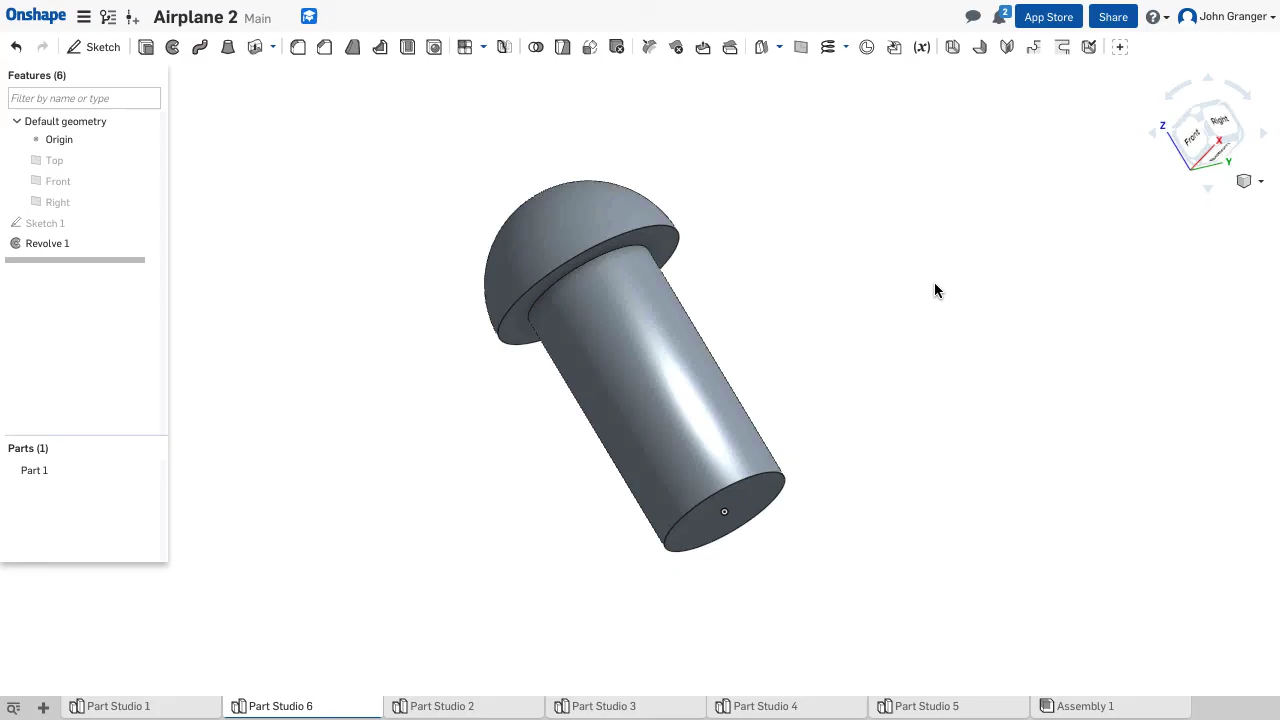 Onshape
Airplane 2 Main
2
App Store
Share
John Granger
Sketch
(x)
Features (6)
Filter by name or type
Default geometry
Origin
Top
Front
Right
Sketch 1
Revolve 1
Parts (1)
Part 1
Z
Front
Right
X
Y
Part Studio 1
Part Studio 6
Part Studio 2
Part Studio 3
Part Studio 4
Part Studio 5
Assembly 1